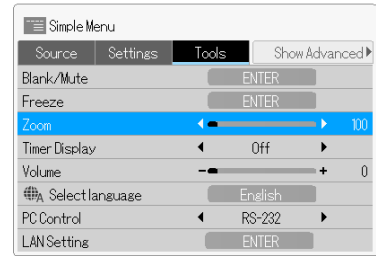 Simple Menu
Source Settings Tools Show Advanced
Blank/Mute ENTER
Freeze ENTER
Zoom 100
Timer Display Off
Volume - + 0
A Select language English
PC Control RS-232
LAN Setting ENTER